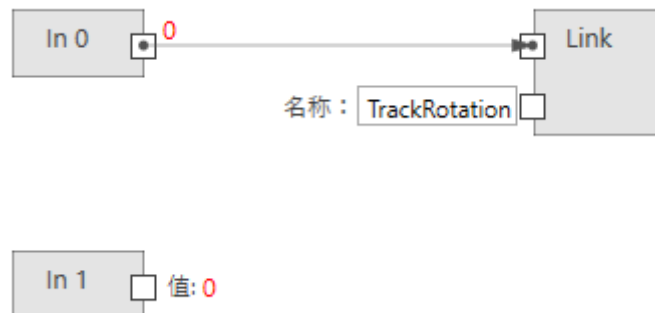 In 0
0
Link
名称： TrackRotation
In 1
值: 0